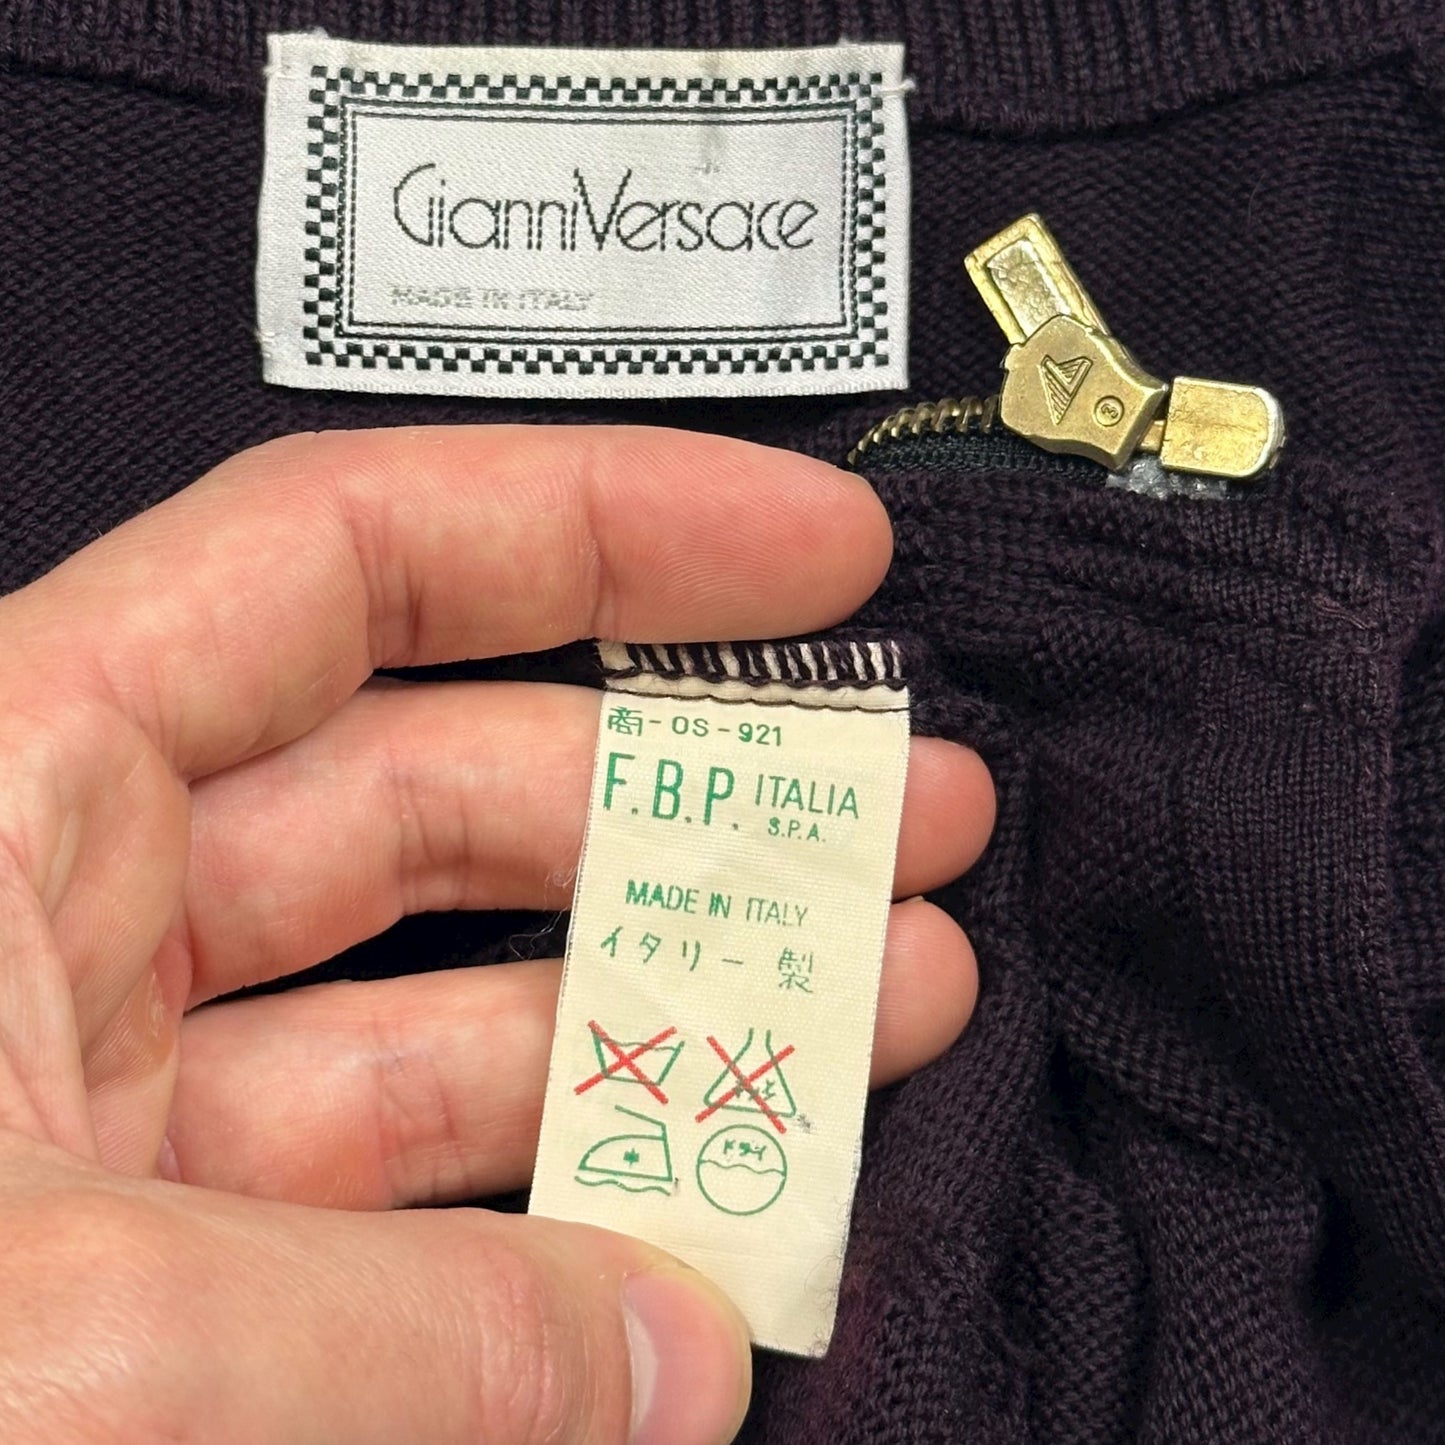 GianniVersace
MADE IN ITALY
3
商-OS-921
F.B.P. ITALIA
S.P.A.
MADE IN ITALY
イタリー 製
ドライ